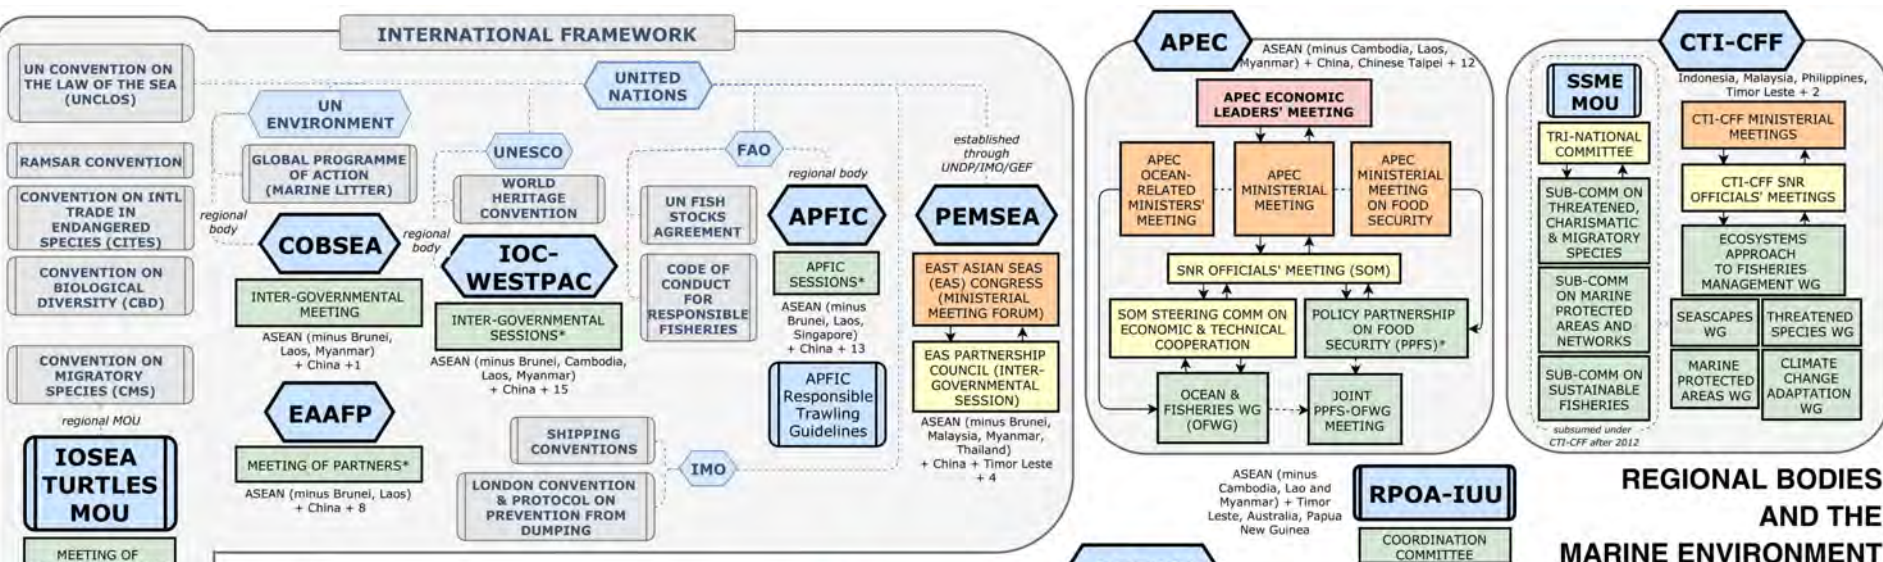 INTERNATIONAL FRAMEWORK
UN CONVENTION ON
THE LAW OF THE SEA
(UNCLOS)
RAMSAR CONVENTION
CONVENTION ON INTL
TRADE IN
ENDANGERED
SPECIES (CITES)
CONVENTION ON
BIOLOGICAL
DIVERSITY (CBD)
CONVENTION ON
MIGRATORY
SPECIES (CMS)
regional MOU
IOSEA
TURTLES
MOU
MEETING OF
UNITED
NATIONS
UN
ENVIRONMENT
GLOBAL PROGRAMME
OF ACTION
(MARINE LITTER)
regional
body
COBSEA
INTER-GOVERNMENTAL
MEETING
ASEAN (minus Brunei,
Laos, Myanmar)
+ China +1
EAAFP
MEETING OF PARTNERS*
ASEAN (minus Brunei, Laos)
+ China + 8
UNESCO
WORLD
HERITAGE
CONVENTION
regional
body
IOC-
WESTPAC
INTER-GOVERNMENTAL
SESSIONS*
ASEAN (minus Brunei, Cambodia,
Laos, Myanmar)
+ China + 15
SHIPPING
CONVENTIONS
LONDON CONVENTION
& PROTOCOL ON
PREVENTION FROM
DUMPING
IMO
FAO
UN FISH
STOCKS
AGREEMENT
CODE OF
CONDUCT
FOR
RESPONSIBLE
FISHERIES
regional body
APFIC
APFIC
SESSIONS*
ASEAN (minus
Brunei, Laos,
Singapore)
+ China + 13
APFIC
Responsible
Trawling
Guidelines
established
through
UNDP/IMO/GEF
PEMSEA
EAST ASIAN SEAS
(EAS) CONGRESS
(MINISTERIAL
MEETING FORUM)
EAS PARTNERSHIP
COUNCIL (INTER-
GOVERNMENTAL
SESSION)
ASEAN (minus Brunei,
Malaysia, Myanmar,
Thailand)
+ China + Timor Leste
+ 4
APEC
ASEAN (minus Cambodia, Laos,
Myanmar) + China, Chinese Taipei + 12
APEC ECONOMIC
LEADERS' MEETING
APEC
OCEAN-
RELATED
MINISTERS'
MEETING
APEC
MINISTERIAL
MEETING
APEC
MINISTERIAL
MEETING
ON FOOD
SECURITY
SNR OFFICIALS' MEETING (SOM)
SOM STEERING COMM ON
ECONOMIC & TECHNICAL
COOPERATION
POLICY PARTNERSHIP
ON FOOD
SECURITY (PPFS)*
OCEAN &
FISHERIES WG
(OFWG)
JOINT
PPFS-OFWG
MEETING
CTI-CFF
Indonesia, Malaysia, Philippines,
Timor Leste + 2
SSME
MOU
TRI-NATIONAL
COMMITTEE
SUB-COMM ON
THREATENED,
CHARISMATIC
& MIGRATORY
SPECIES
SUB-COMM
ON MARINE
PROTECTED
AREAS AND
NETWORKS
SUB-COMM ON
SUSTAINABLE
FISHERIES
subsumed under
CTI-CFF after 2012
CTI-CFF MINISTERIAL
MEETINGS
CTI-CFF SNR
OFFICIALS' MEETINGS
ECOSYSTEMS
APPROACH
TO FISHERIES
MANAGEMENT WG
SEASCAPES
WG
THREATENED
SPECIES WG
MARINE
PROTECTED
AREAS WG
CLIMATE
CHANGE
ADAPTATION
WG
ASEAN (minus
Cambodia, Lao and
Myanmar) + Timor
Leste, Australia, Papua
New Guinea
RPOA-IUU
COORDINATION
COMMITTEE
REGIONAL BODIES
AND THE
MARINE ENVIRONMENT